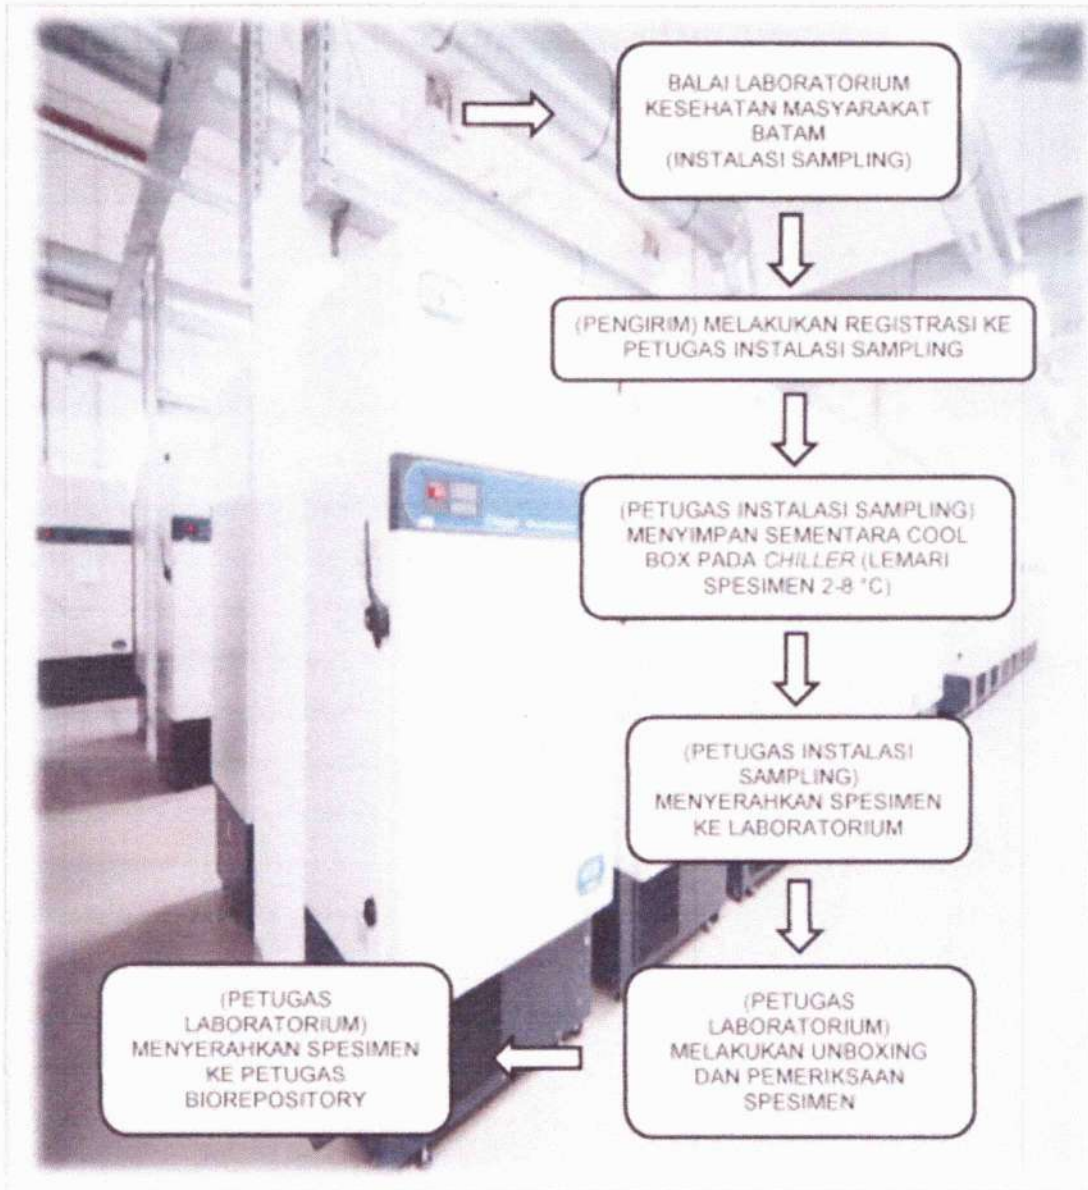 BALAI LABORATORIUM
KESEHATAN MASYARAKAT
BATAM
(INSTALASI SAMPLING)
(PENGIRIM) MELAKUKAN REGISTRASI KE
PETUGAS INSTALASI SAMPLING
(PETUGAS INSTALASI SAMPLING)
MENYIMPAN SEMENTARA COOL
BOX PADA CHILLER (LEMARI
SPESIMEN 2-8 °C)
(PETUGAS INSTALASI
SAMPLING)
MENYERAHKAN SPESIMEN
KE LABORATORIUM
(PETUGAS
LABORATORIUM)
MELAKUKAN UNBOXING
DAN PEMERIKSAAN
SPESIMEN
(PETUGAS
LABORATORIUM)
MENYERAHKAN SPESIMEN
KE PETUGAS
BIOREPOSITORY